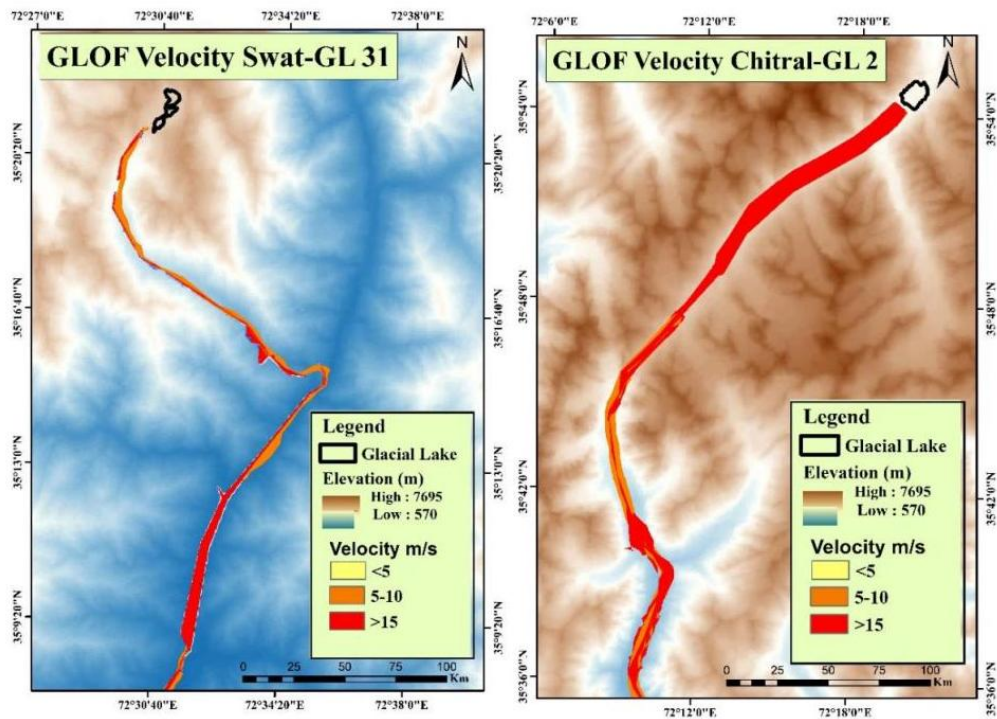 72°27'0"E 72°30'40"E 72°34'20"E 72°38'0"E
GLOF Velocity Swat-GL 31
N
35°20'20"N
35°20'20"N
35°16'40"N
35°16'40"N
35°13'0"N
35°13'0"N
35°9'20"N
35°9'20"N
Legend
Glacial Lake
Elevation (m)
High : 7695
Low : 570
Velocity m/s
<5
5-10
>15
0 25 50 75 100
Km
72°30'40"E 72°34'20"E 72°38'0"E
72°6'0"E 72°12'0"E 72°18'0"E
GLOF Velocity Chitral-GL 2
N
35°54'0"N
35°54'0"N
35°48'0"N
35°48'0"N
35°42'0"N
35°42'0"N
35°36'0"N
35°36'0"N
Legend
Glacial Lake
Elevation (m)
High : 7695
Low : 570
Velocity m/s
<5
5-10
>15
0 25 50 75 100
Km
72°12'0"E 72°18'0"E